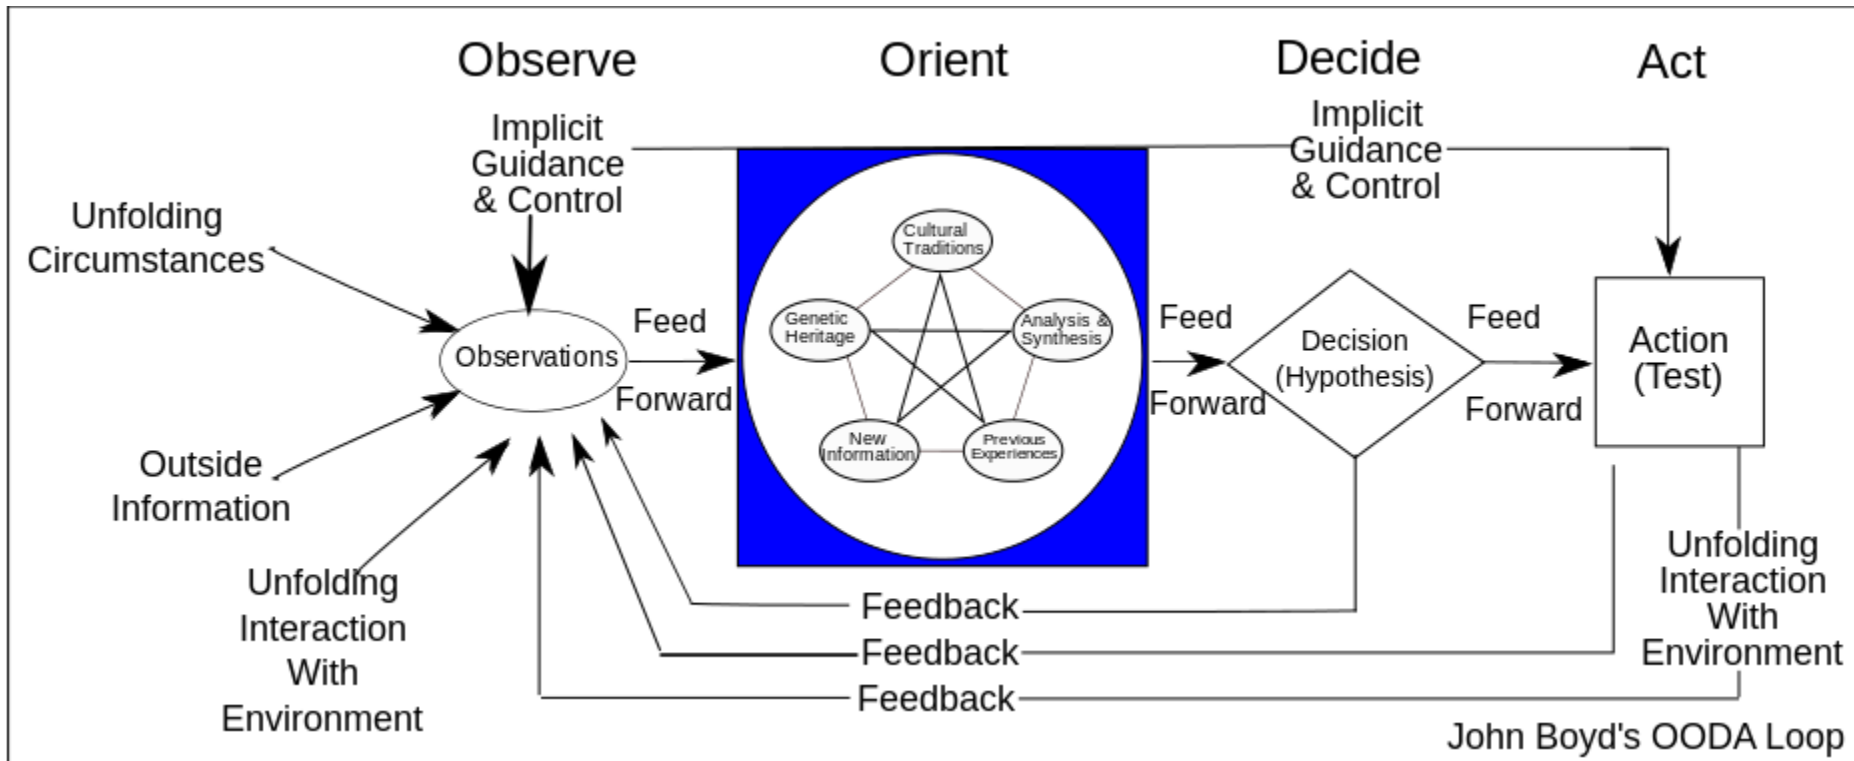 Observe
Orient
Decide
Act
Implicit
Guidance
& Control
Implicit
Guidance
& Control
Unfolding
Circumstances
Observations
Outside
Information
Unfolding
Interaction
With
Environment
Feed
Forward
Cultural
Traditions
Genetic
Heritage
Analysis &
Synthesis
New
Information
Previous
Experiences
Feed
Forward
Decision
(Hypothesis)
Feed
Forward
Action
(Test)
Unfolding
Interaction
With
Environment
Feedback
Feedback
Feedback
John Boyd's OODA Loop